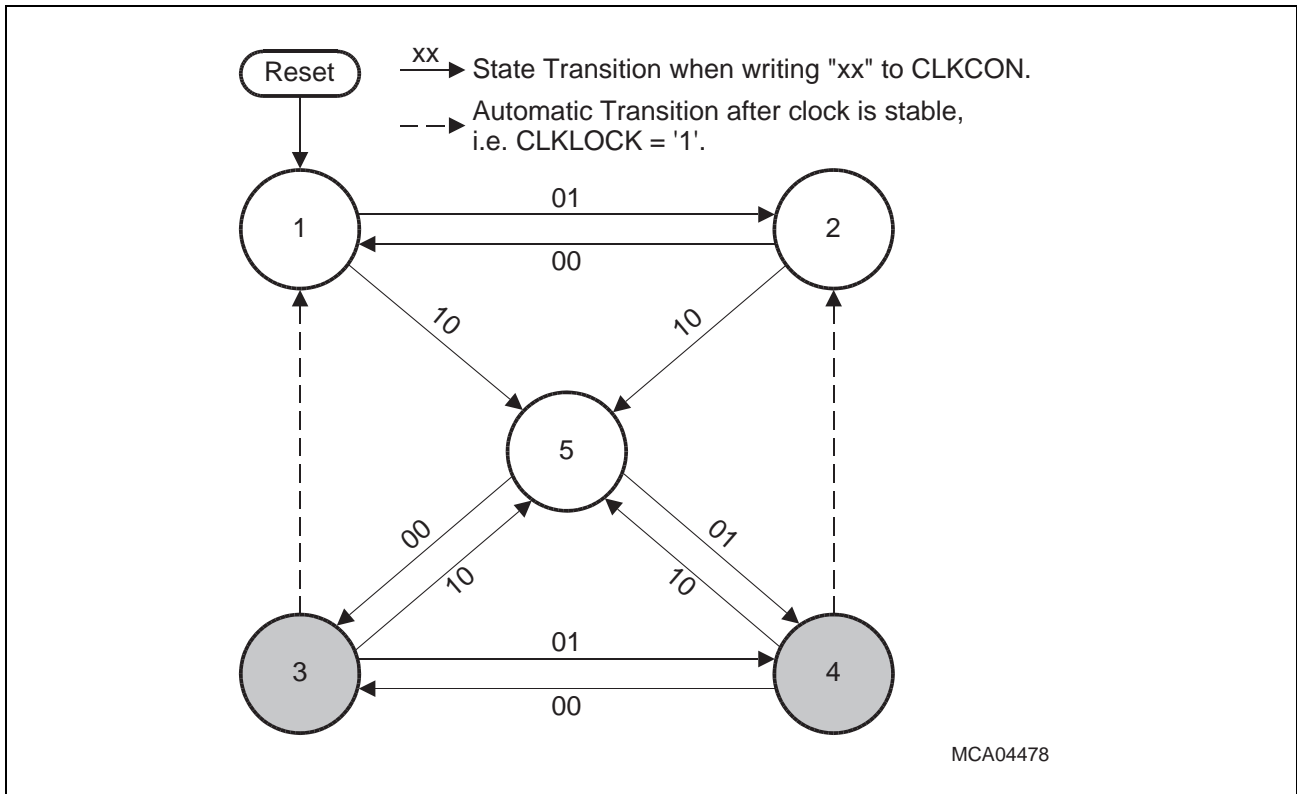 Reset
xx
State Transition when writing "xx" to CLKCON.
Automatic Transition after clock is stable,
i.e. CLKLOCK = '1'.
1
01
2
00
10
10
5
00
01
10
10
3
01
4
00
MCA04478